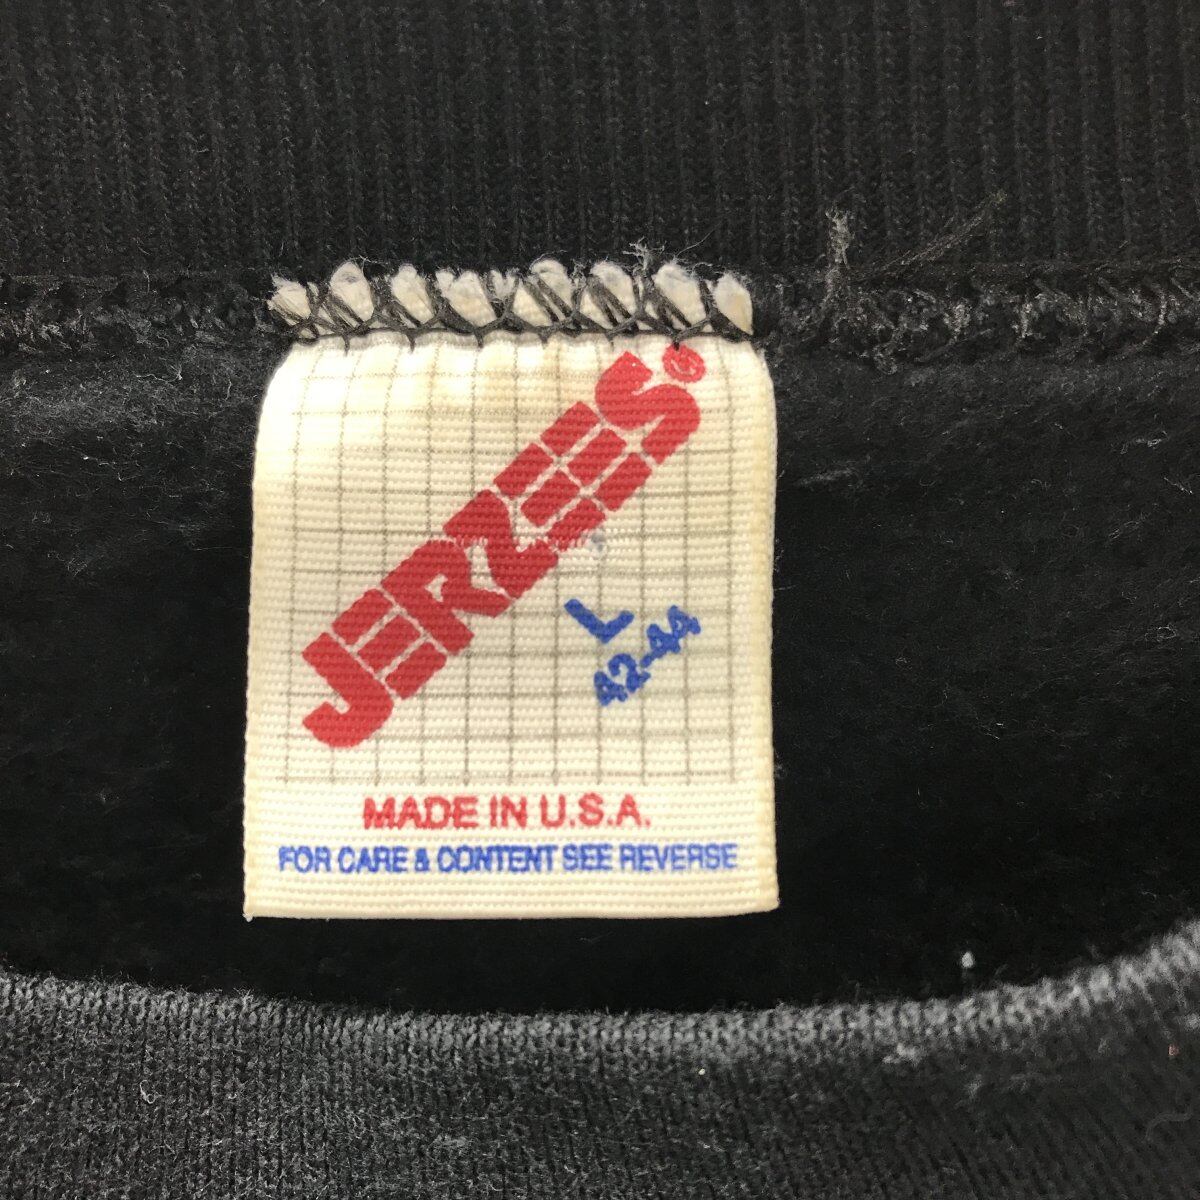 JERZEES®
L
42-44
MADE IN U.S.A.
FOR CARE & CONTENT SEE REVERSE